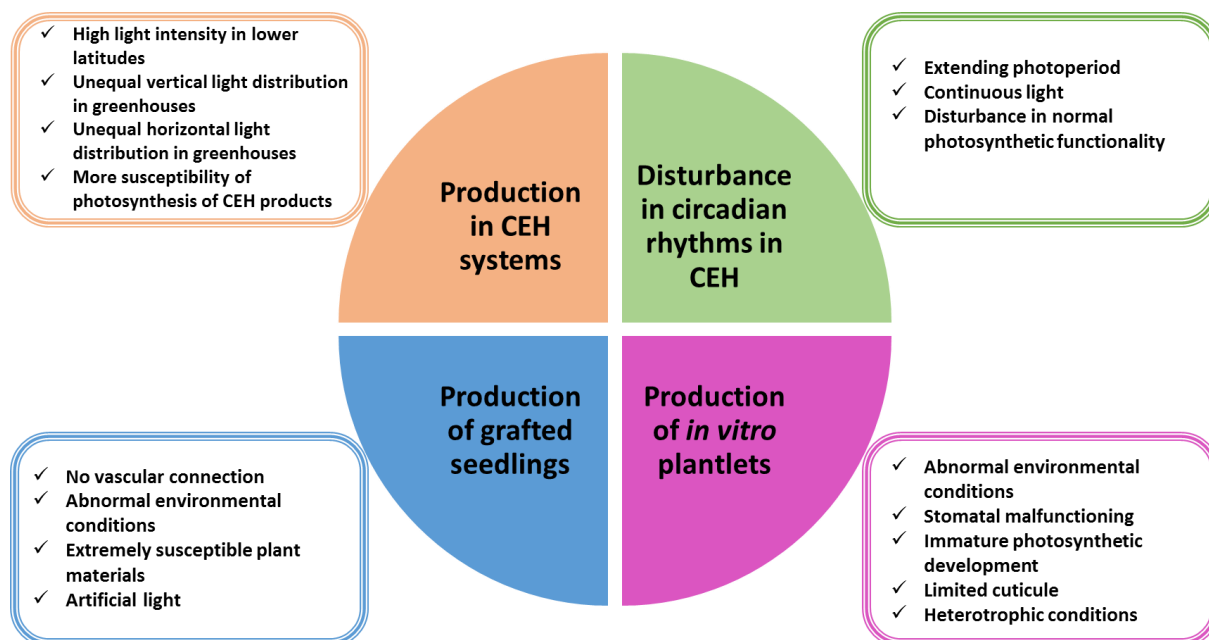 ✓ High light intensity in lower
latitudes
✓ Unequal vertical light distribution
in greenhouses
✓ Unequal horizontal light
distribution in greenhouses
✓ More susceptibility of
photosynthesis of CEH products
✓ Extending photoperiod
✓ Continuous light
✓ Disturbance in normal
photosynthetic functionality
Production
in CEH
systems
Disturbance
in circadian
rhythms in
CEH
Production
of grafted
seedlings
Production
of in vitro
plantlets
✓ No vascular connection
✓ Abnormal environmental
conditions
✓ Extremely susceptible plant
materials
✓ Artificial light
✓ Abnormal environmental
conditions
✓ Stomatal malfunctioning
✓ Immature photosynthetic
development
✓ Limited cuticule
✓ Heterotrophic conditions